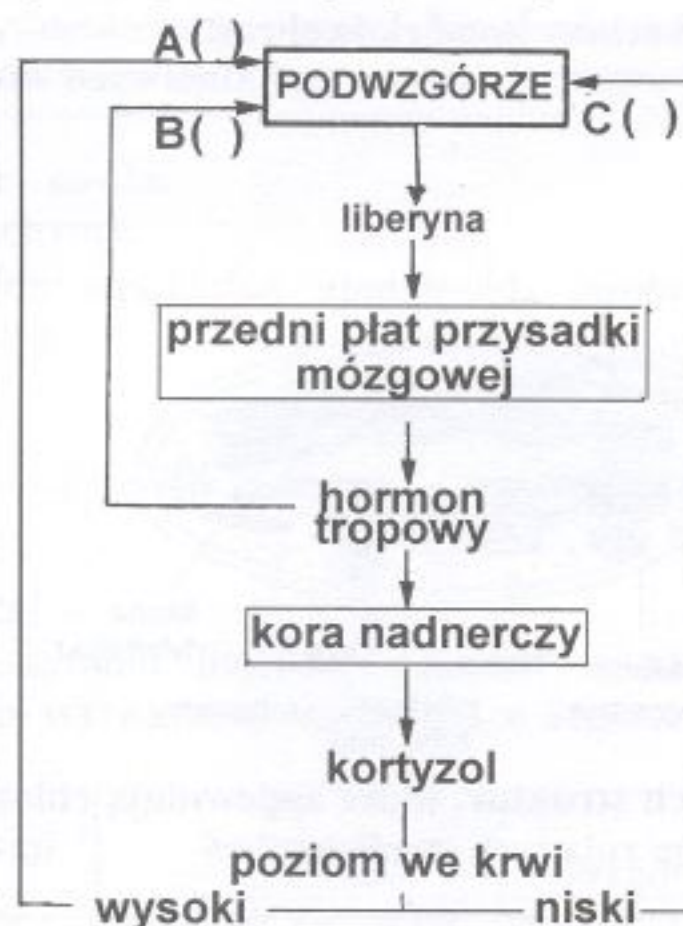 A( )
PODWZGÓRZE
B( )
C( )
liberyna
przedni płat przysadki
mózgowej
hormon
tropowy
kora nadnerczy
kortyzol
poziom we krwi
wysoki
niski